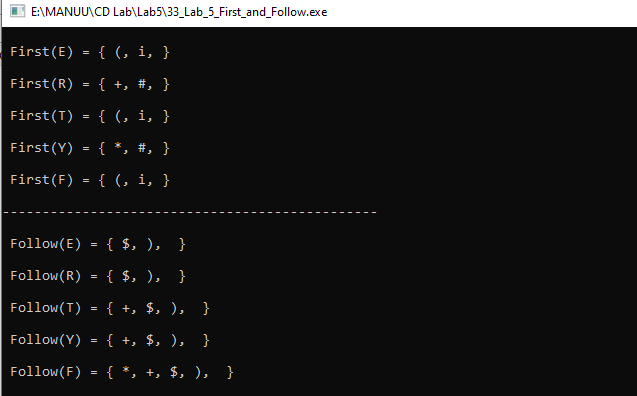 E:\MANUU\CD Lab\Lab5\33_Lab_5_First_and_Follow.exe
First(E) = { (, i, }
First(R) = { +, #, }
First(T) = { (, i, }
First(Y) = { *, #, }
First(F) = { (, i, }
-----------------------------------------------
Follow(E) = { $, ),  }
Follow(R) = { $, ),  }
Follow(T) = { +, $, ),  }
Follow(Y) = { +, $, ),  }
Follow(F) = { *, +, $, ),  }